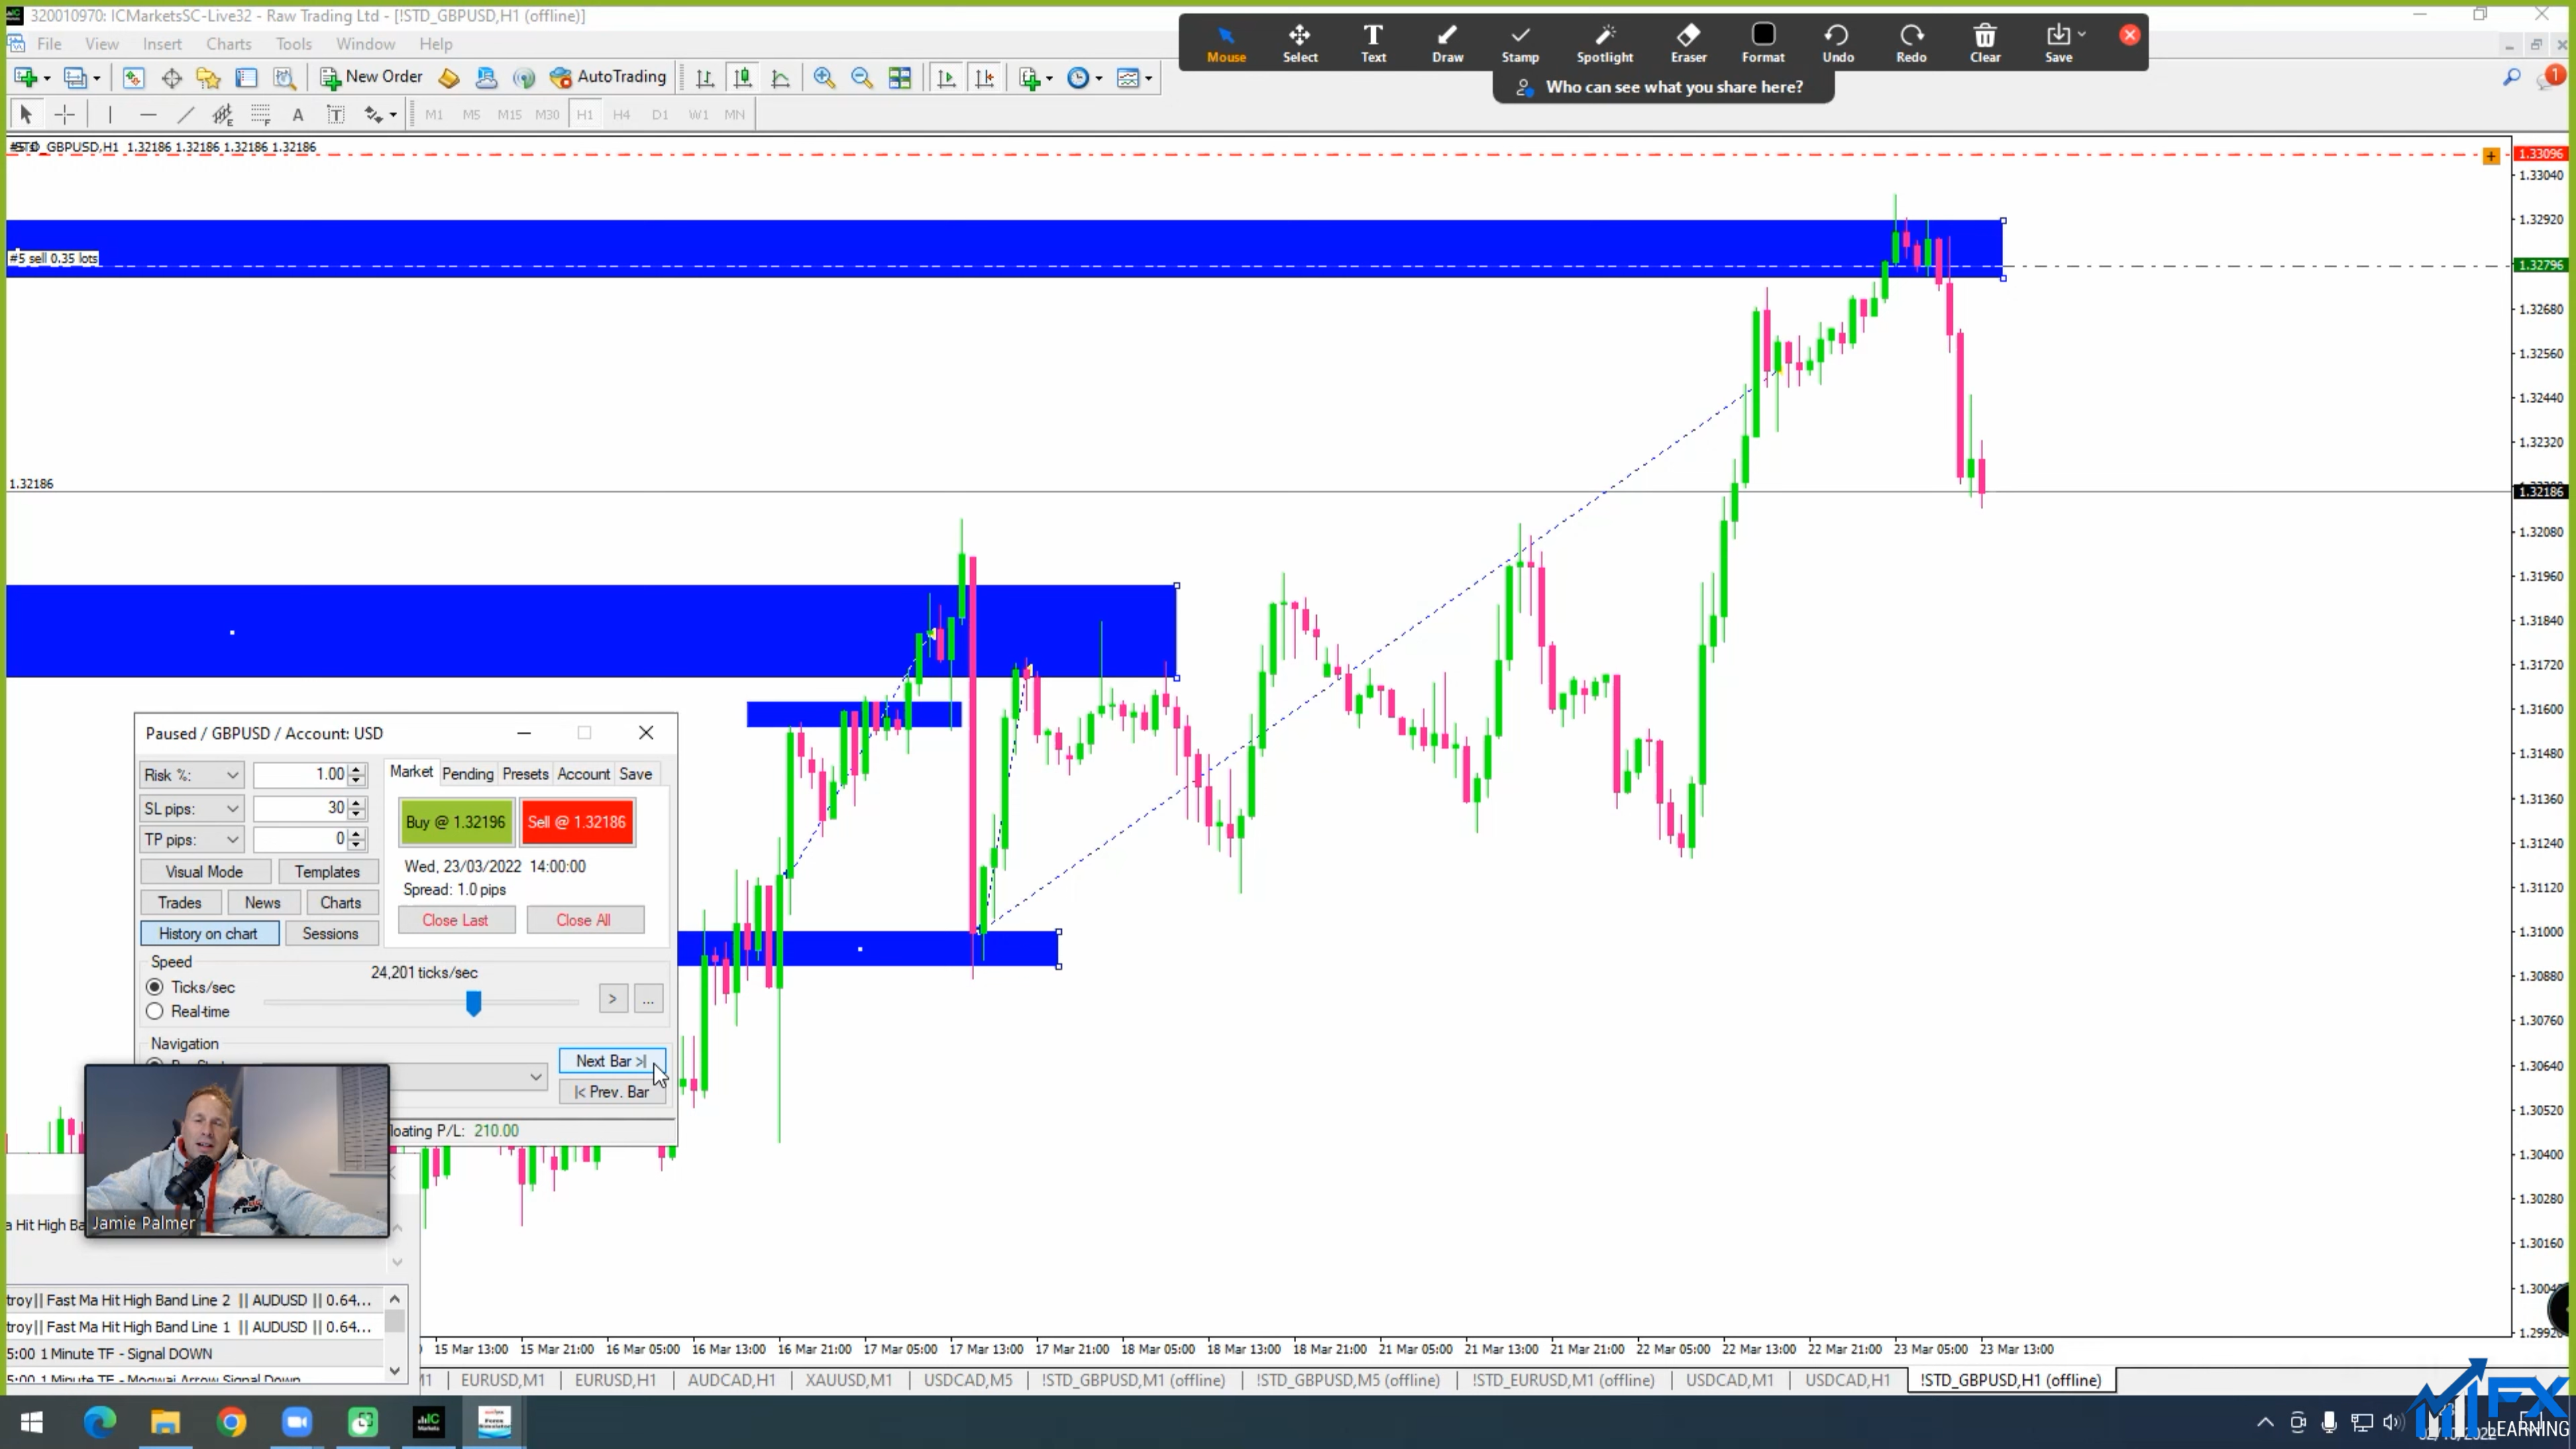 320010970: ICMarketsSC-Live32 - Raw Trading Ltd - [!STD_GBPUSD,H1 (offline)]
File View Insert Charts Tools Window Help
Mouse Select Text Draw Stamp Spotlight Eraser Format Undo Redo Clear Save
Who can see what you share here?
New Order AutoTrading
1
M1 M5 M15 M30 H1 H4 D1 W1 MN
GBPUSD,H1 1.32186 1.32186 1.32186 1.32186
1.33096
1.33040
1.32920
#5 sell 0.35 lots
1.32796
1.32680
1.32560
1.32440
1.32320
1.32186
1.32186
1.32080
1.31960
1.31840
1.31720
1.31600
1.31480
1.31360
1.31240
1.31120
1.31000
1.30880
1.30760
1.30640
1.30520
1.30400
1.30280
1.30160
Paused / GBPUSD / Account: USD
Risk %: 1.00
SL pips: 30
TP pips: 0
Visual Mode Templates
Trades News Charts
History on chart Sessions
Market Pending Presets Account Save
Buy @ 1.32196 Sell @ 1.32186
Wed, 23/03/2022 14:00:00
Spread: 1.0 pips
Close Last Close All
Speed
24,201 ticks/sec
Ticks/sec
Real-time
> ...
Navigation
Next Bar >|
|< Prev. Bar
loating P/L: 210.00
Jamie Palmer
a Hit High Ba
troy|| Fast Ma Hit High Band Line 2 || AUDUSD || 0.64...
troy|| Fast Ma Hit High Band Line 1 || AUDUSD || 0.64...
5:00 1 Minute TF - Signal DOWN
5:00 1 Minute TF - Mogwai Arrow Signal Down
15 Mar 13:00 15 Mar 21:00 16 Mar 05:00 16 Mar 13:00 16 Mar 21:00 17 Mar 05:00 17 Mar 13:00 17 Mar 21:00 18 Mar 05:00 18 Mar 13:00 18 Mar 21:00 21 Mar 05:00 21 Mar 13:00 21 Mar 21:00 22 Mar 05:00 22 Mar 13:00 22 Mar 21:00 23 Mar 05:00 23 Mar 13:00
EURUSD,M1 EURUSD,H1 AUDCAD,H1 XAUUSD,M1 USDCAD,M5 !STD_GBPUSD,M1 (offline) !STD_GBPUSD,M5 (offline) !STD_EURUSD,M1 (offline) USDCAD,M1 USDCAD,H1 !STD_GBPUSD,H1 (offline)
IC Markets
FX
LEARNING